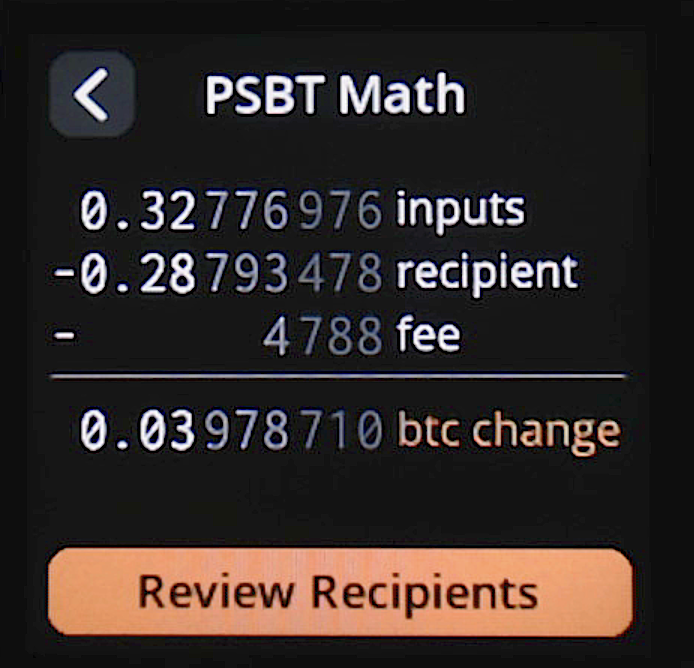 PSBT Math
0.32776976 inputs
-0.28793478 recipient
- 4788 fee
0.03978710 btc change
Review Recipients